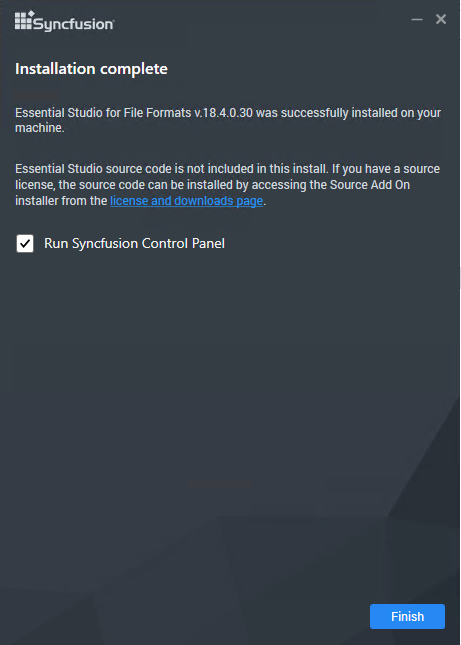 Syncfusion
Installation complete
Essential Studio for File Formats v.18.4.0.30 was successfully installed on your
machine.
Essential Studio source code is not included in this install. If you have a source
license, the source code can be installed by accessing the Source Add On
installer from the license and downloads page.
Run Syncfusion Control Panel
Finish